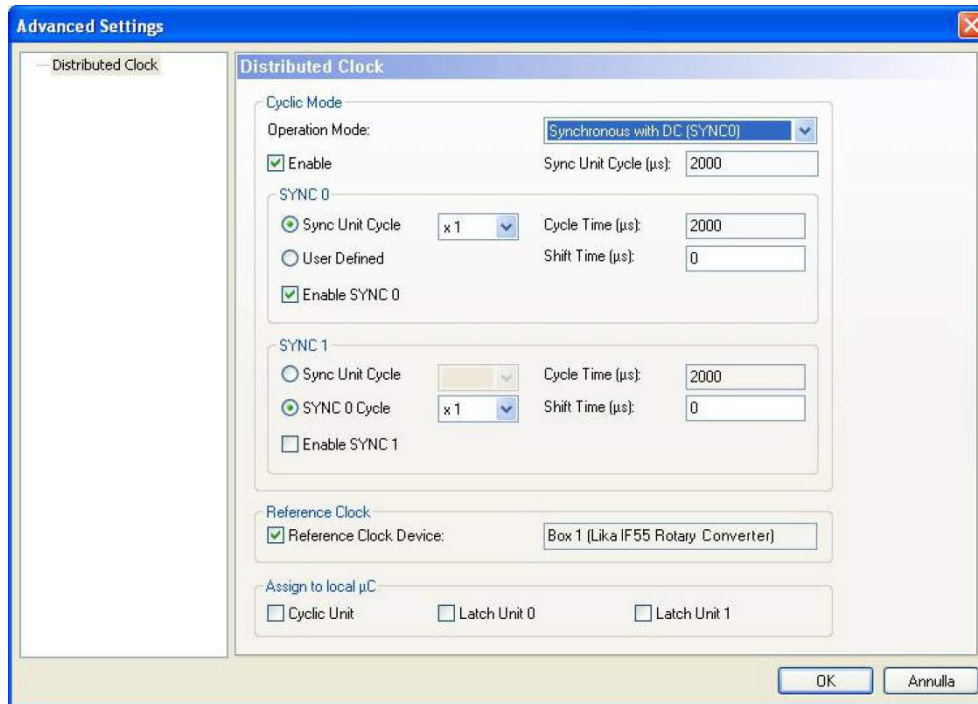 Advanced Settings
Distributed Clock
Distributed Clock
Cyclic Mode
Operation Mode: Synchronous with DC (SYNC0)
Enable Sync Unit Cycle (µs): 2000
SYNC 0
Sync Unit Cycle x 1 Cycle Time (µs): 2000
User Defined Shift Time (µs): 0
Enable SYNC 0
SYNC 1
Sync Unit Cycle Cycle Time (µs): 2000
SYNC 0 Cycle x 1 Shift Time (µs): 0
Enable SYNC 1
Reference Clock
Reference Clock Device: Box 1 (Lika IF55 Rotary Converter)
Assign to local µC
Cyclic Unit Latch Unit 0 Latch Unit 1
OK Annulla